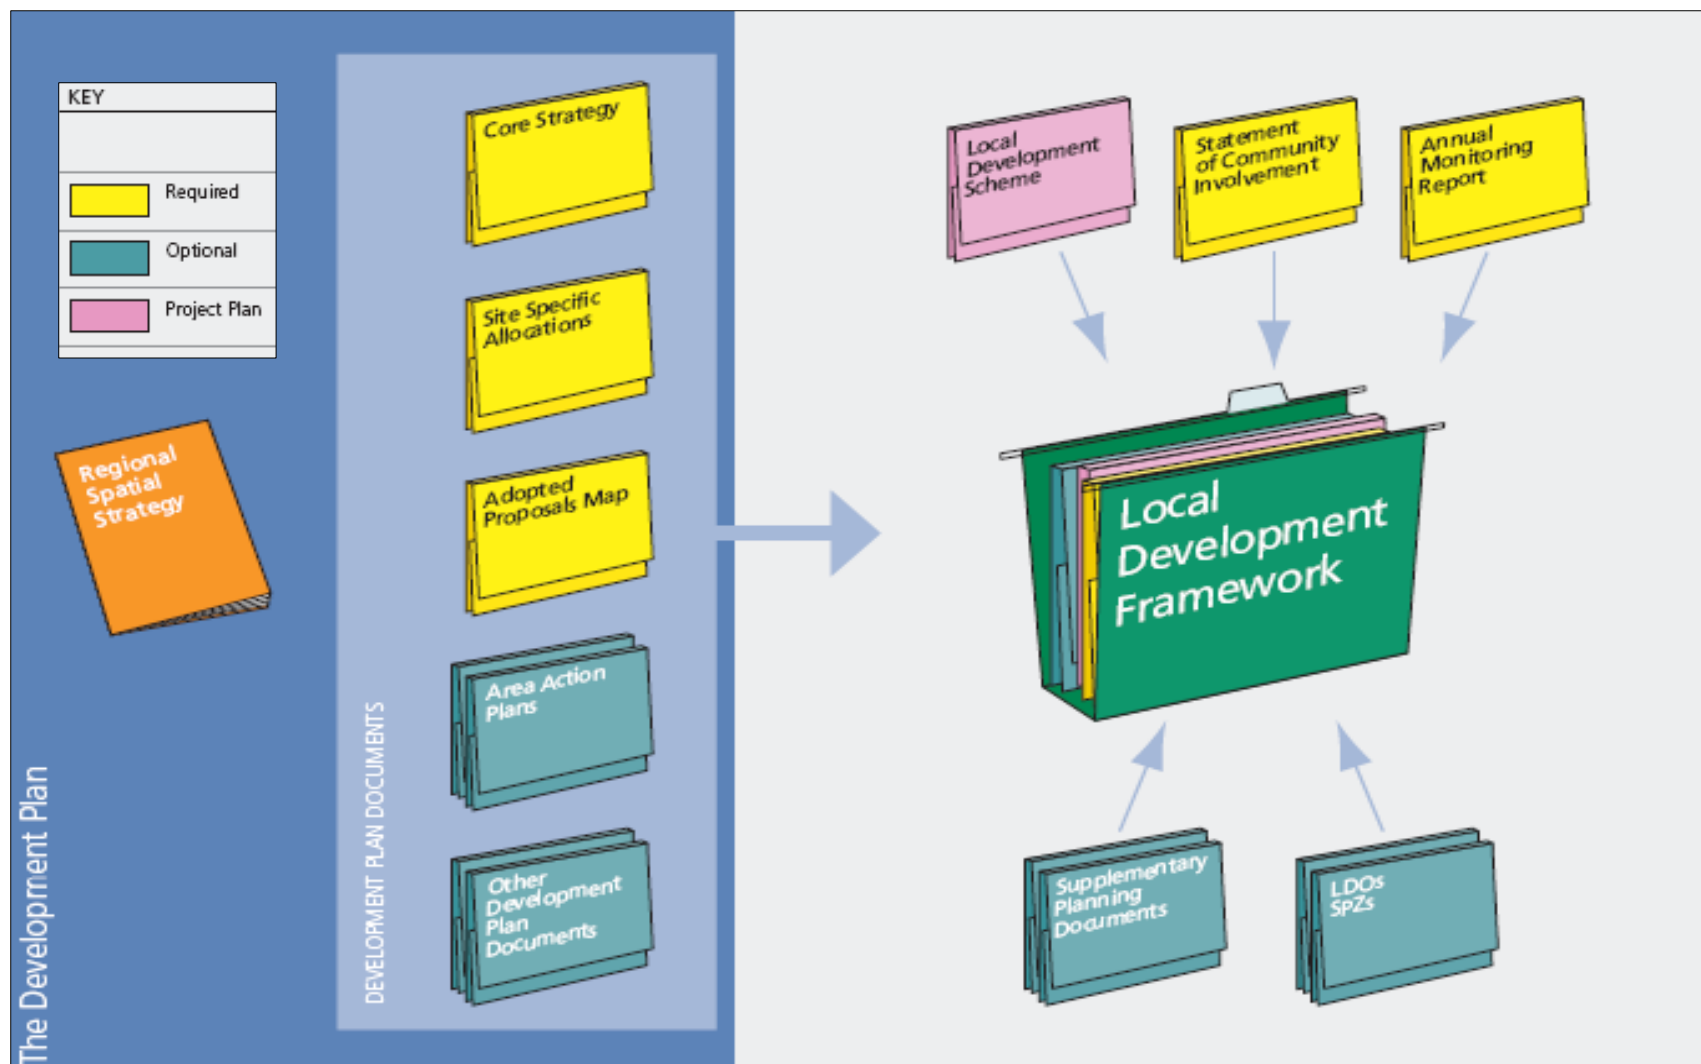 KEY
Required
Optional
Project Plan
Regional
Spatial
Strategy
The Development Plan
DEVELOPMENT PLAN DOCUMENTS
Core Strategy
Site Specific
Allocations
Adopted
Proposals Map
Area Action
Plans
Other
Development
Plan
Documents
Local
Development
Scheme
Statement
of Community
Involvement
Annual
Monitoring
Report
Local
Development
Framework
Supplementary
Planning
Documents
LDOs
SPZs